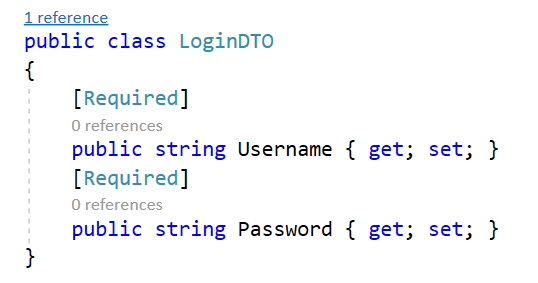 1 reference
public class LoginDTO
{
[Required]
0 references
public string Username { get; set; }
[Required]
0 references
public string Password { get; set; }
}